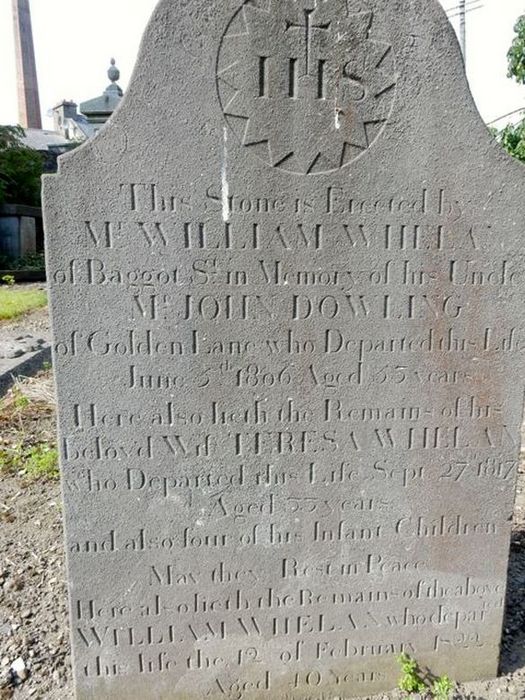 IHS
This Stone is Erected by
Mr WILLIAM WHELAN
of Baggot St. in Memory of his Uncle
Mr JOHN DOWLING
of Golden Lane who Departed this Life
June 5th 1806 Aged 55 years
Here also lieth the Remains of his
belov'd Wife TERESA WHELAN
who Departed this Life Sept 27th 1817
Aged 33 years
and also four of his Infant Children
May they Rest in Peace
Here also lieth the Remains of the above
WILLIAM WHELAN who departed
this life the 12 of February 1822
Aged 40 Years